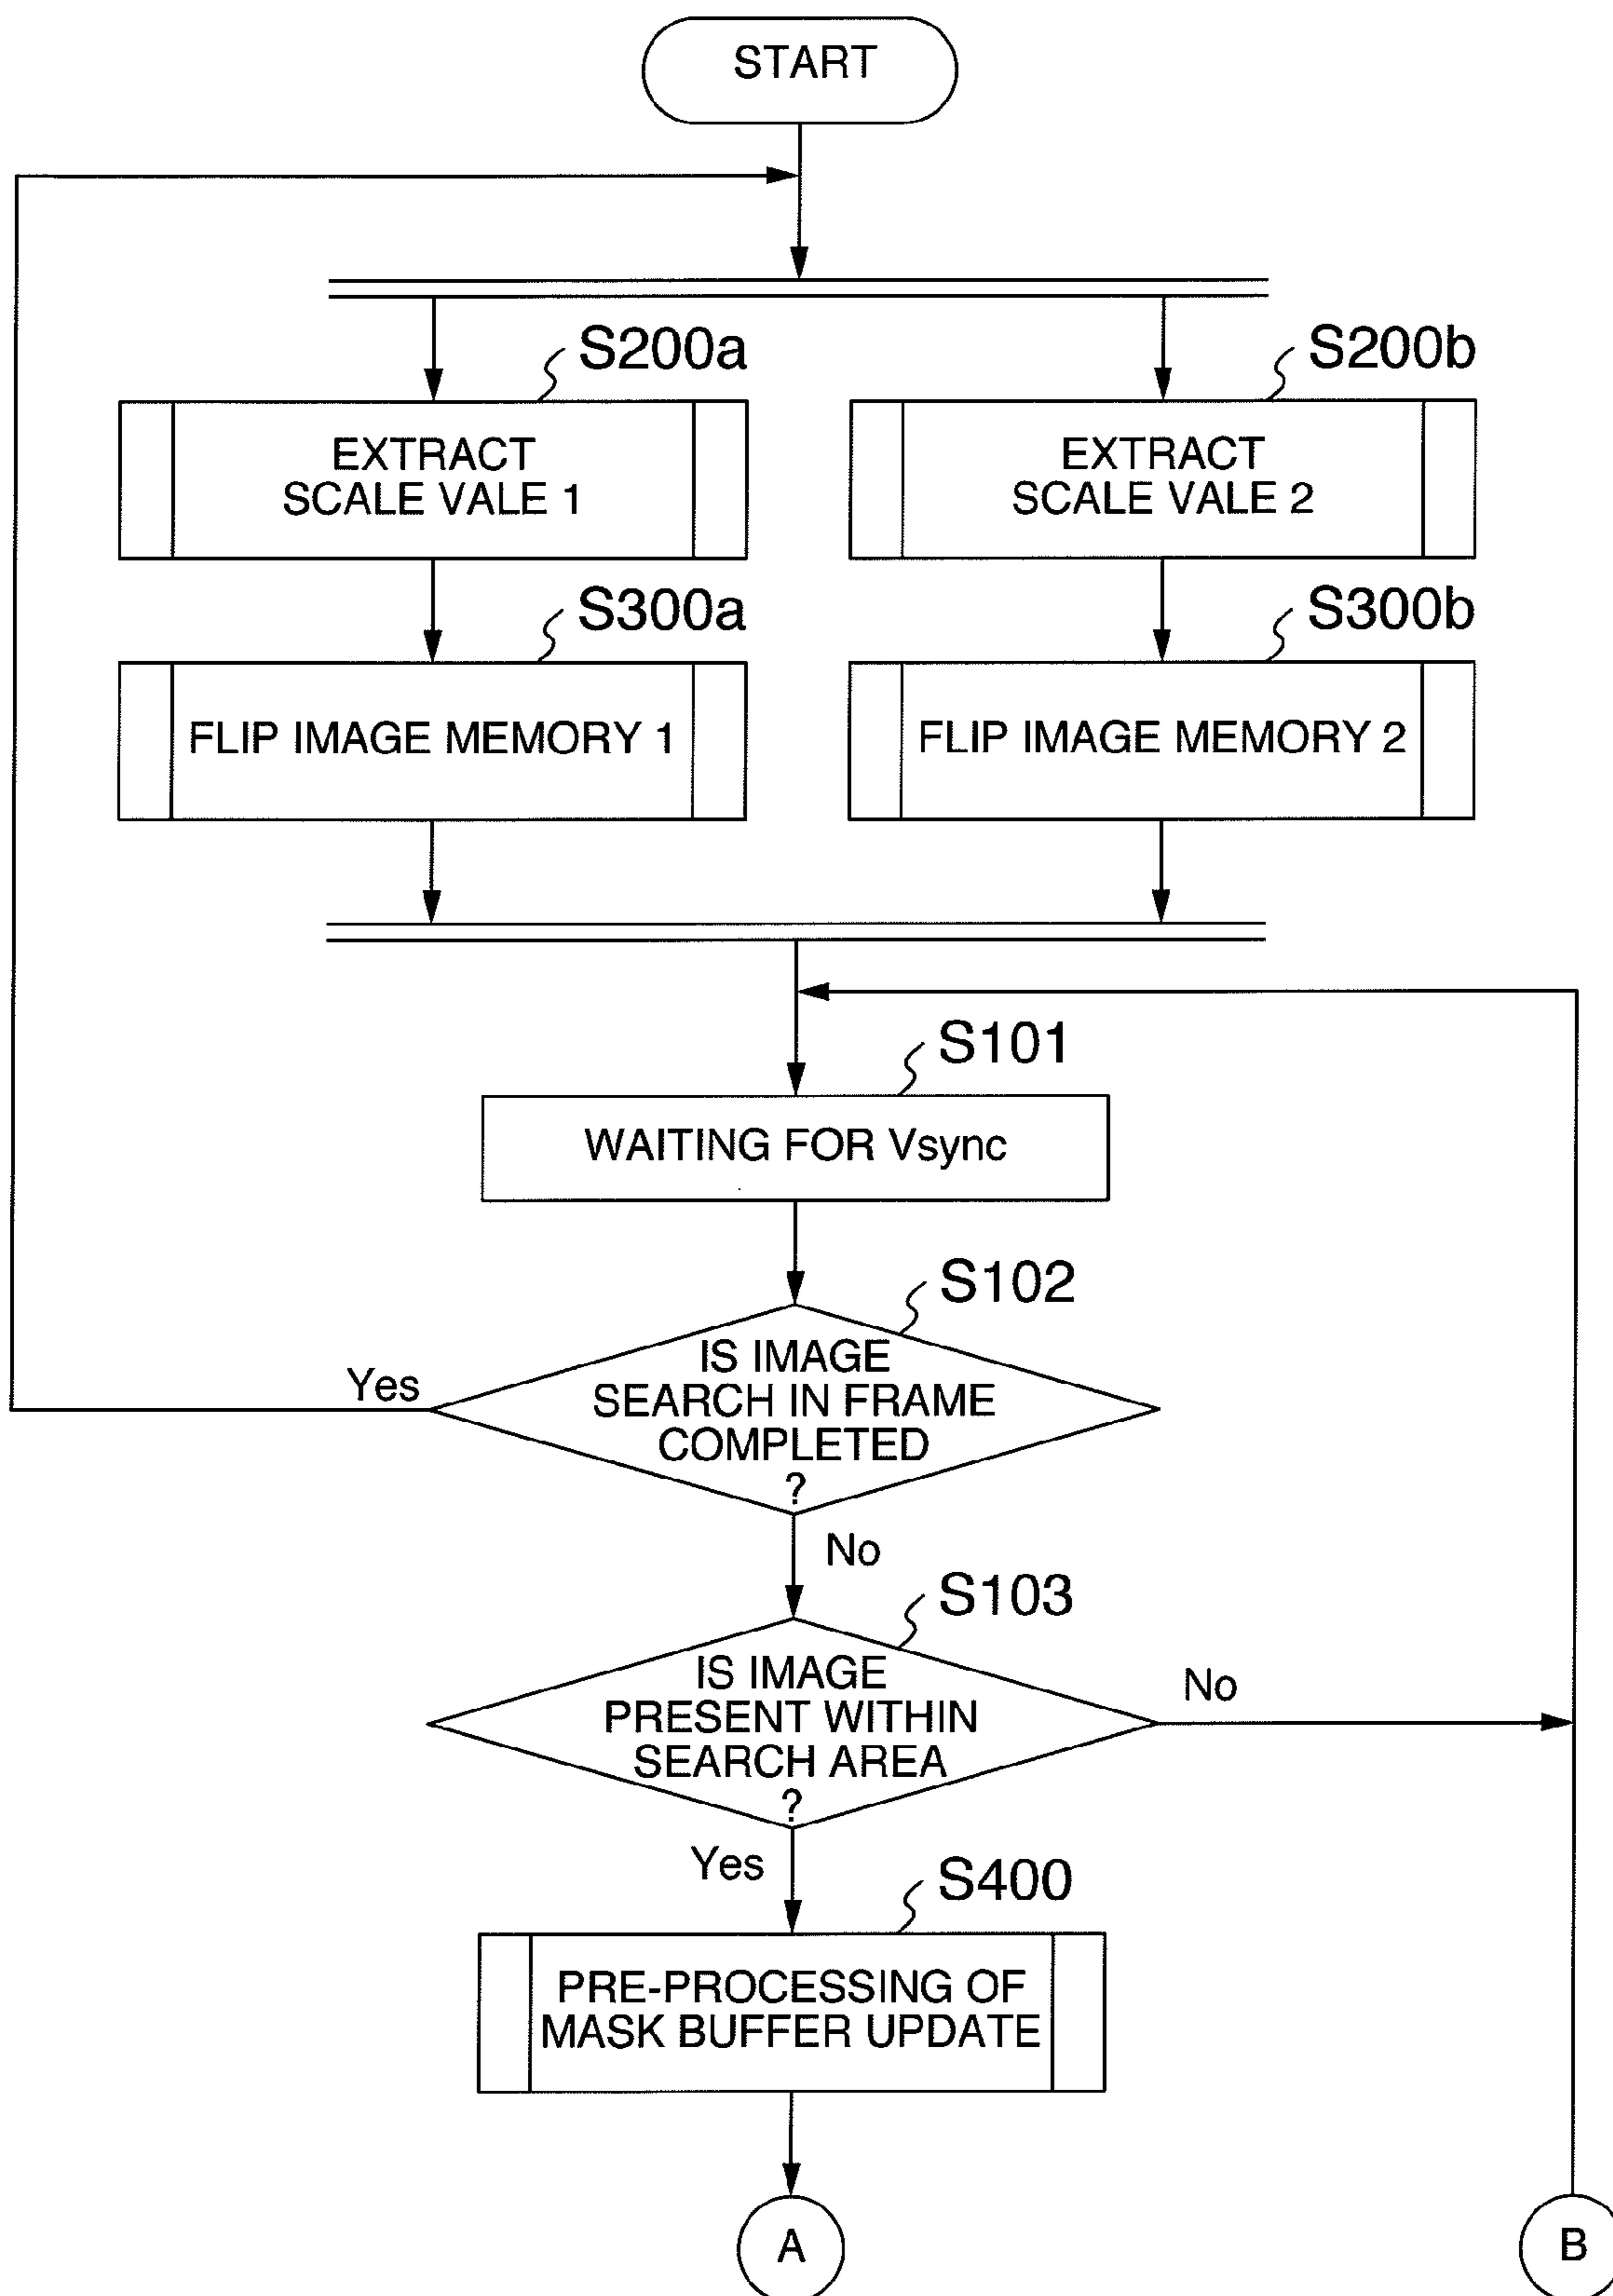 START
S200a
S200b
EXTRACT
SCALE VALE 1
EXTRACT
SCALE VALE 2
S300a
S300b
FLIP IMAGE MEMORY 1
FLIP IMAGE MEMORY 2
S101
WAITING FOR Vsync
S102
IS IMAGE
SEARCH IN FRAME
COMPLETED
?
Yes
No
S103
IS IMAGE
PRESENT WITHIN
SEARCH AREA
?
No
Yes
S400
PRE-PROCESSING OF
MASK BUFFER UPDATE
A
B